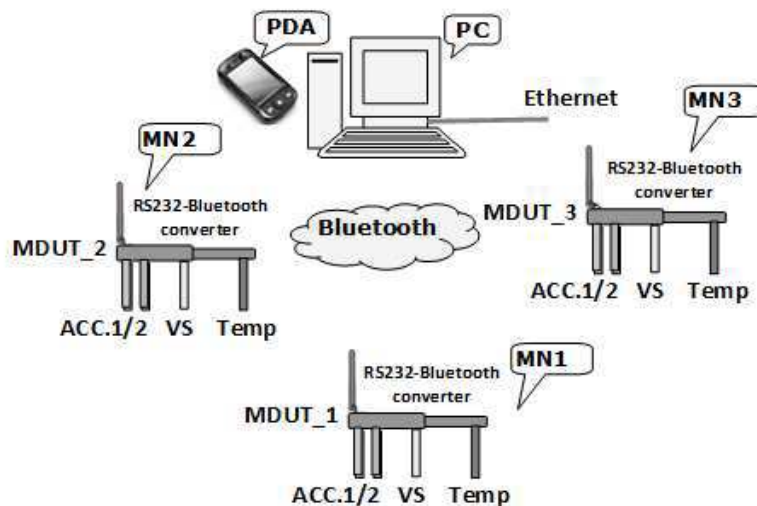 PDA
PC
Ethernet
MN3
MN2
RS232-Bluetooth
converter
RS232-Bluetooth
converter
MDUT_3
MDUT_2
Bluetooth
ACC.1/2 VS Temp
ACC.1/2 VS Temp
MN1
RS232-Bluetooth
converter
MDUT_1
ACC.1/2 VS Temp